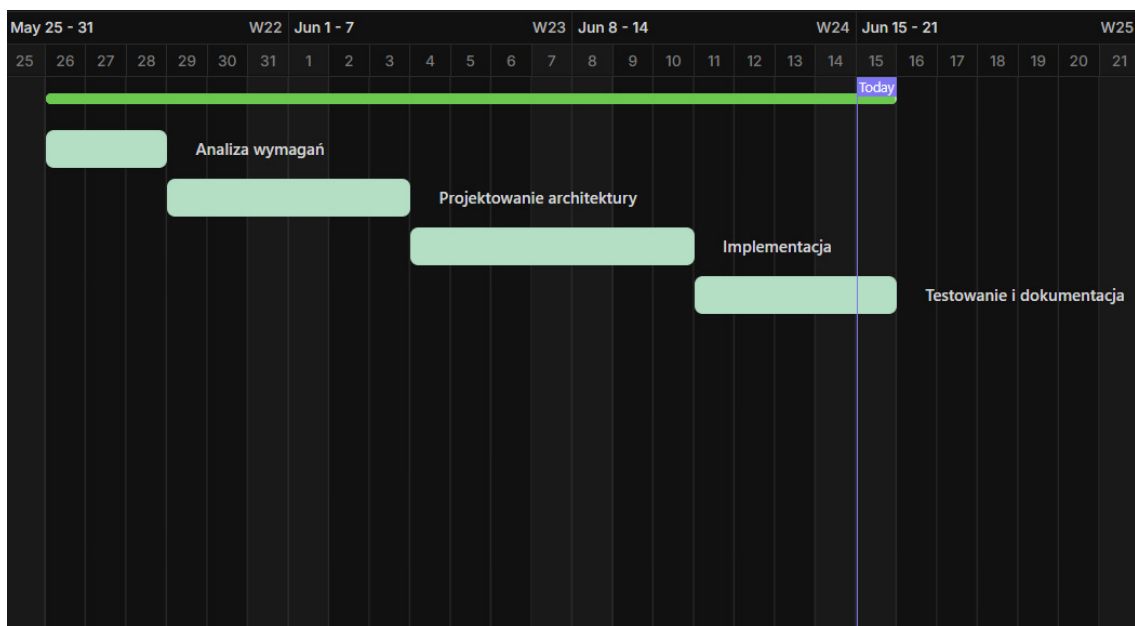 May 25 - 31 W22 Jun 1 - 7 W23 Jun 8 - 14 W24 Jun 15 - 21 W25
25 26 27 28 29 30 31 1 2 3 4 5 6 7 8 9 10 11 12 13 14 15 16 17 18 19 20 21
Today
Analiza wymagań
Projektowanie architektury
Implementacja
Testowanie i dokumentacja